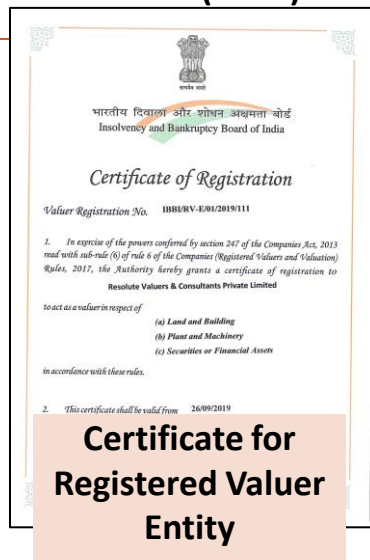 सत्यमेव जयते
भारतीय दिवाला और शोधन अक्षमता बोर्ड
Insolvency and Bankruptcy Board of India
Certificate of Registration
Valuer Registration No. IBBI/RV-E/01/2019/111
1. In exercise of the powers conferred by section 247 of the Companies Act, 2013
read with sub-rule (6) of rule 6 of the Companies (Registered Valuers and Valuation)
Rules, 2017, the Authority hereby grants a certificate of registration to
Resolute Valuers & Consultants Private Limited
to act as a valuer in respect of
(a) Land and Building
(b) Plant and Machinery
(c) Securities or Financial Assets
in accordance with these rules.
2. This certificate shall be valid from 26/09/2019
Certificate for
Registered Valuer
Entity